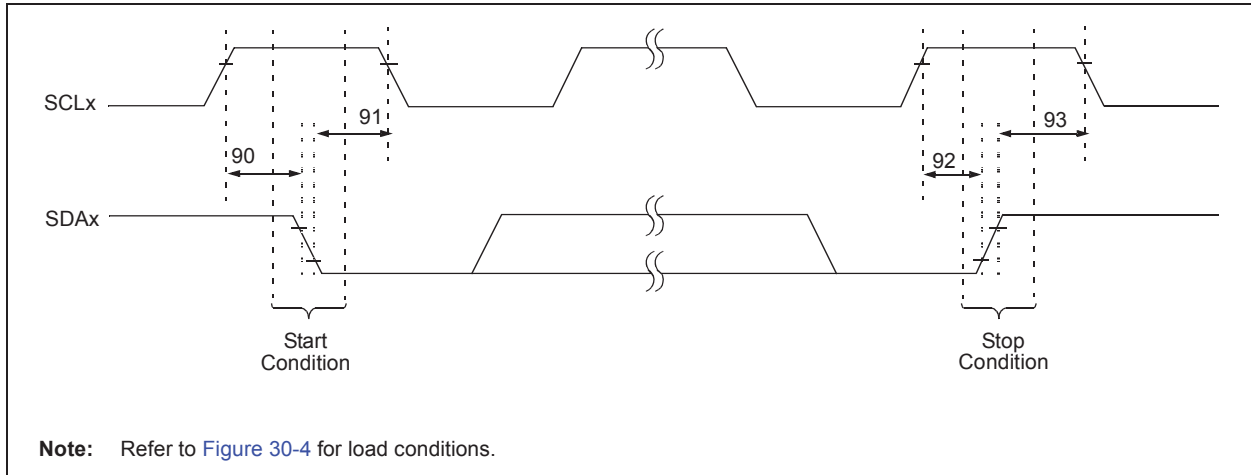 SCLx
91
93
90
92
SDAx
Start
Condition
Stop
Condition
Note: Refer to Figure 30-4 for load conditions.